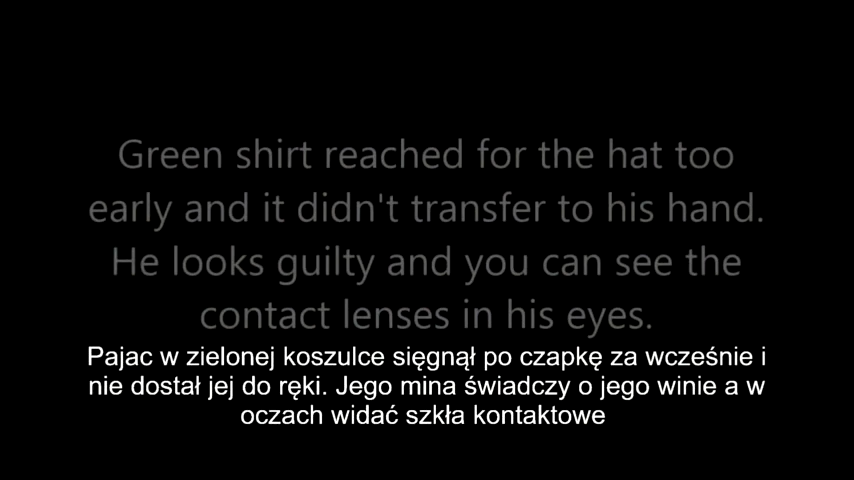 Green shirt reached for the hat too
early and it didn't transfer to his hand.
He looks guilty and you can see the
contact lenses in his eyes.
Pajac w zielonej koszulce sięgnął po czapkę za wcześnie i
nie dostał jej do ręki. Jego mina świadczy o jego winie a w
oczach widać szkła kontaktowe